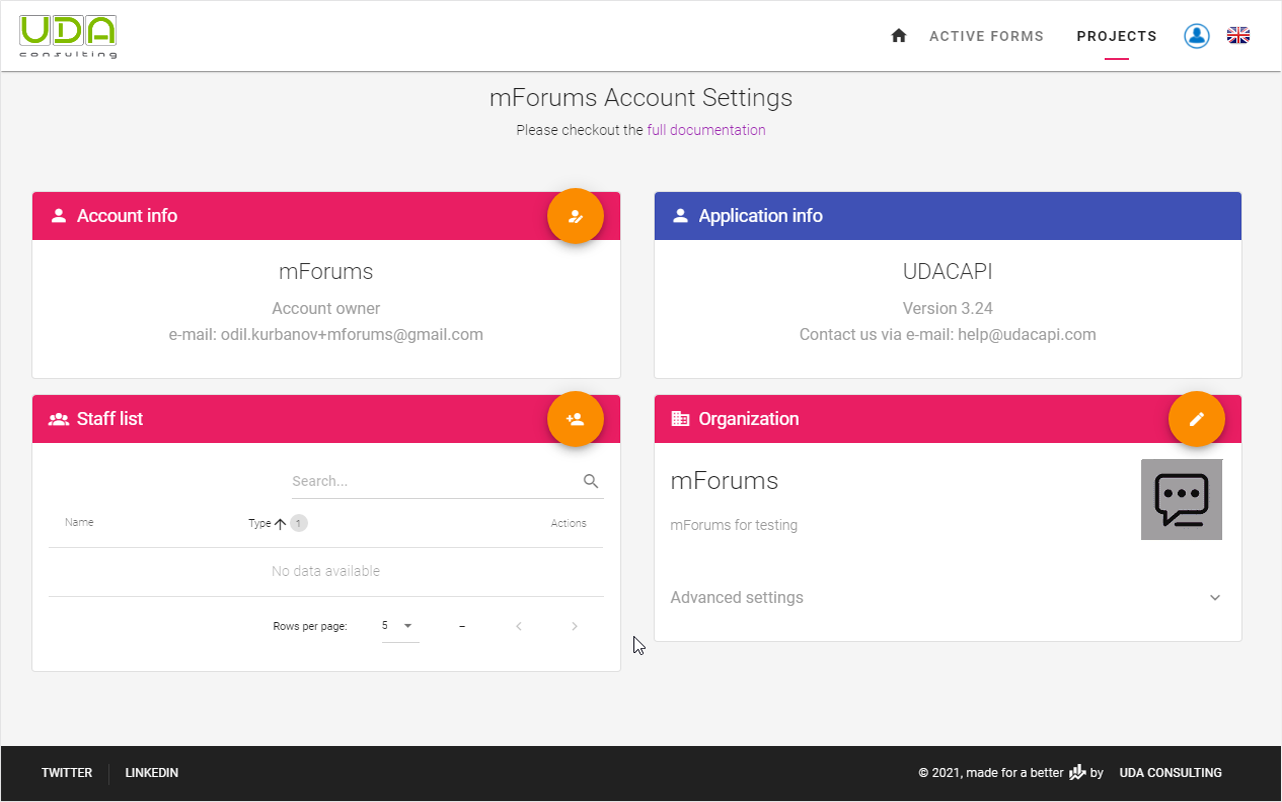 UDA
consulting
ACTIVE FORMS
PROJECTS
mForums Account Settings
Please checkout the full documentation
Account info
mForums
Account owner
e-mail: odil.kurbanov+mforums@gmail.com
Application info
UDACAPI
Version 3.24
Contact us via e-mail: help@udacapi.com
Staff list
Search...
Name Type 1 Actions
No data available
Rows per page: 5 –
Organization
mForums
mForums for testing
Advanced settings
TWITTER LINKEDIN
© 2021, made for a better by UDA CONSULTING